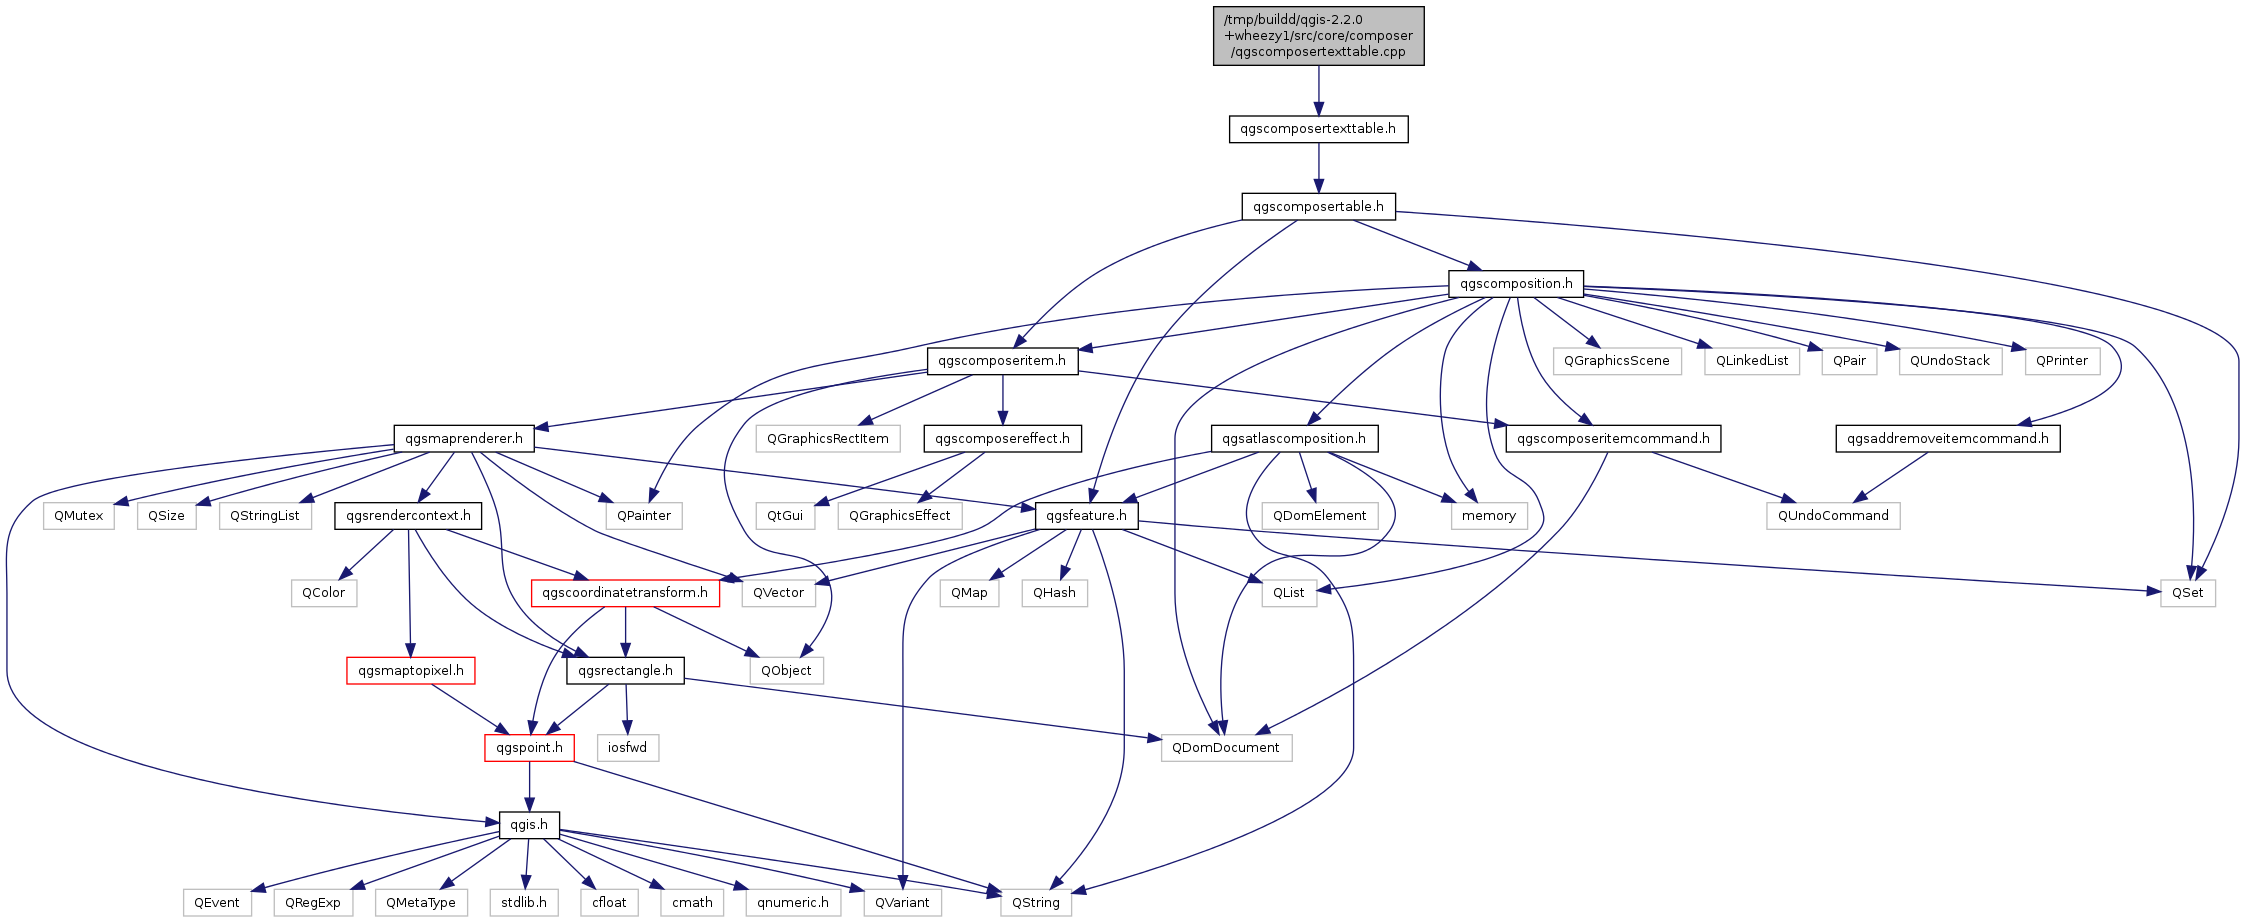 /tmp/buildd/qgis-2.2.0
+wheezy1/src/core/composer
/qgscomposertexttable.cpp
qgscomposertexttable.h
qgscomposertable.h
qgscomposition.h
qgscomposeritem.h
QGraphicsScene
QLinkedList
QPair
QUndoStack
QPrinter
qgsmaprenderer.h
QGraphicsRectItem
qgscomposereffect.h
qgsatlascomposition.h
qgscomposeritemcommand.h
qgsaddremoveitemcommand.h
QMutex
QSize
QStringList
qgsrendercontext.h
QPainter
QtGui
QGraphicsEffect
qgsfeature.h
QDomElement
memory
QUndoCommand
QColor
qgscoordinatetransform.h
QVector
QMap
QHash
QList
QSet
qgsmaptopixel.h
qgsrectangle.h
QObject
qgspoint.h
iosfwd
QDomDocument
qgis.h
QEvent
QRegExp
QMetaType
stdlib.h
cfloat
cmath
qnumeric.h
QVariant
QString